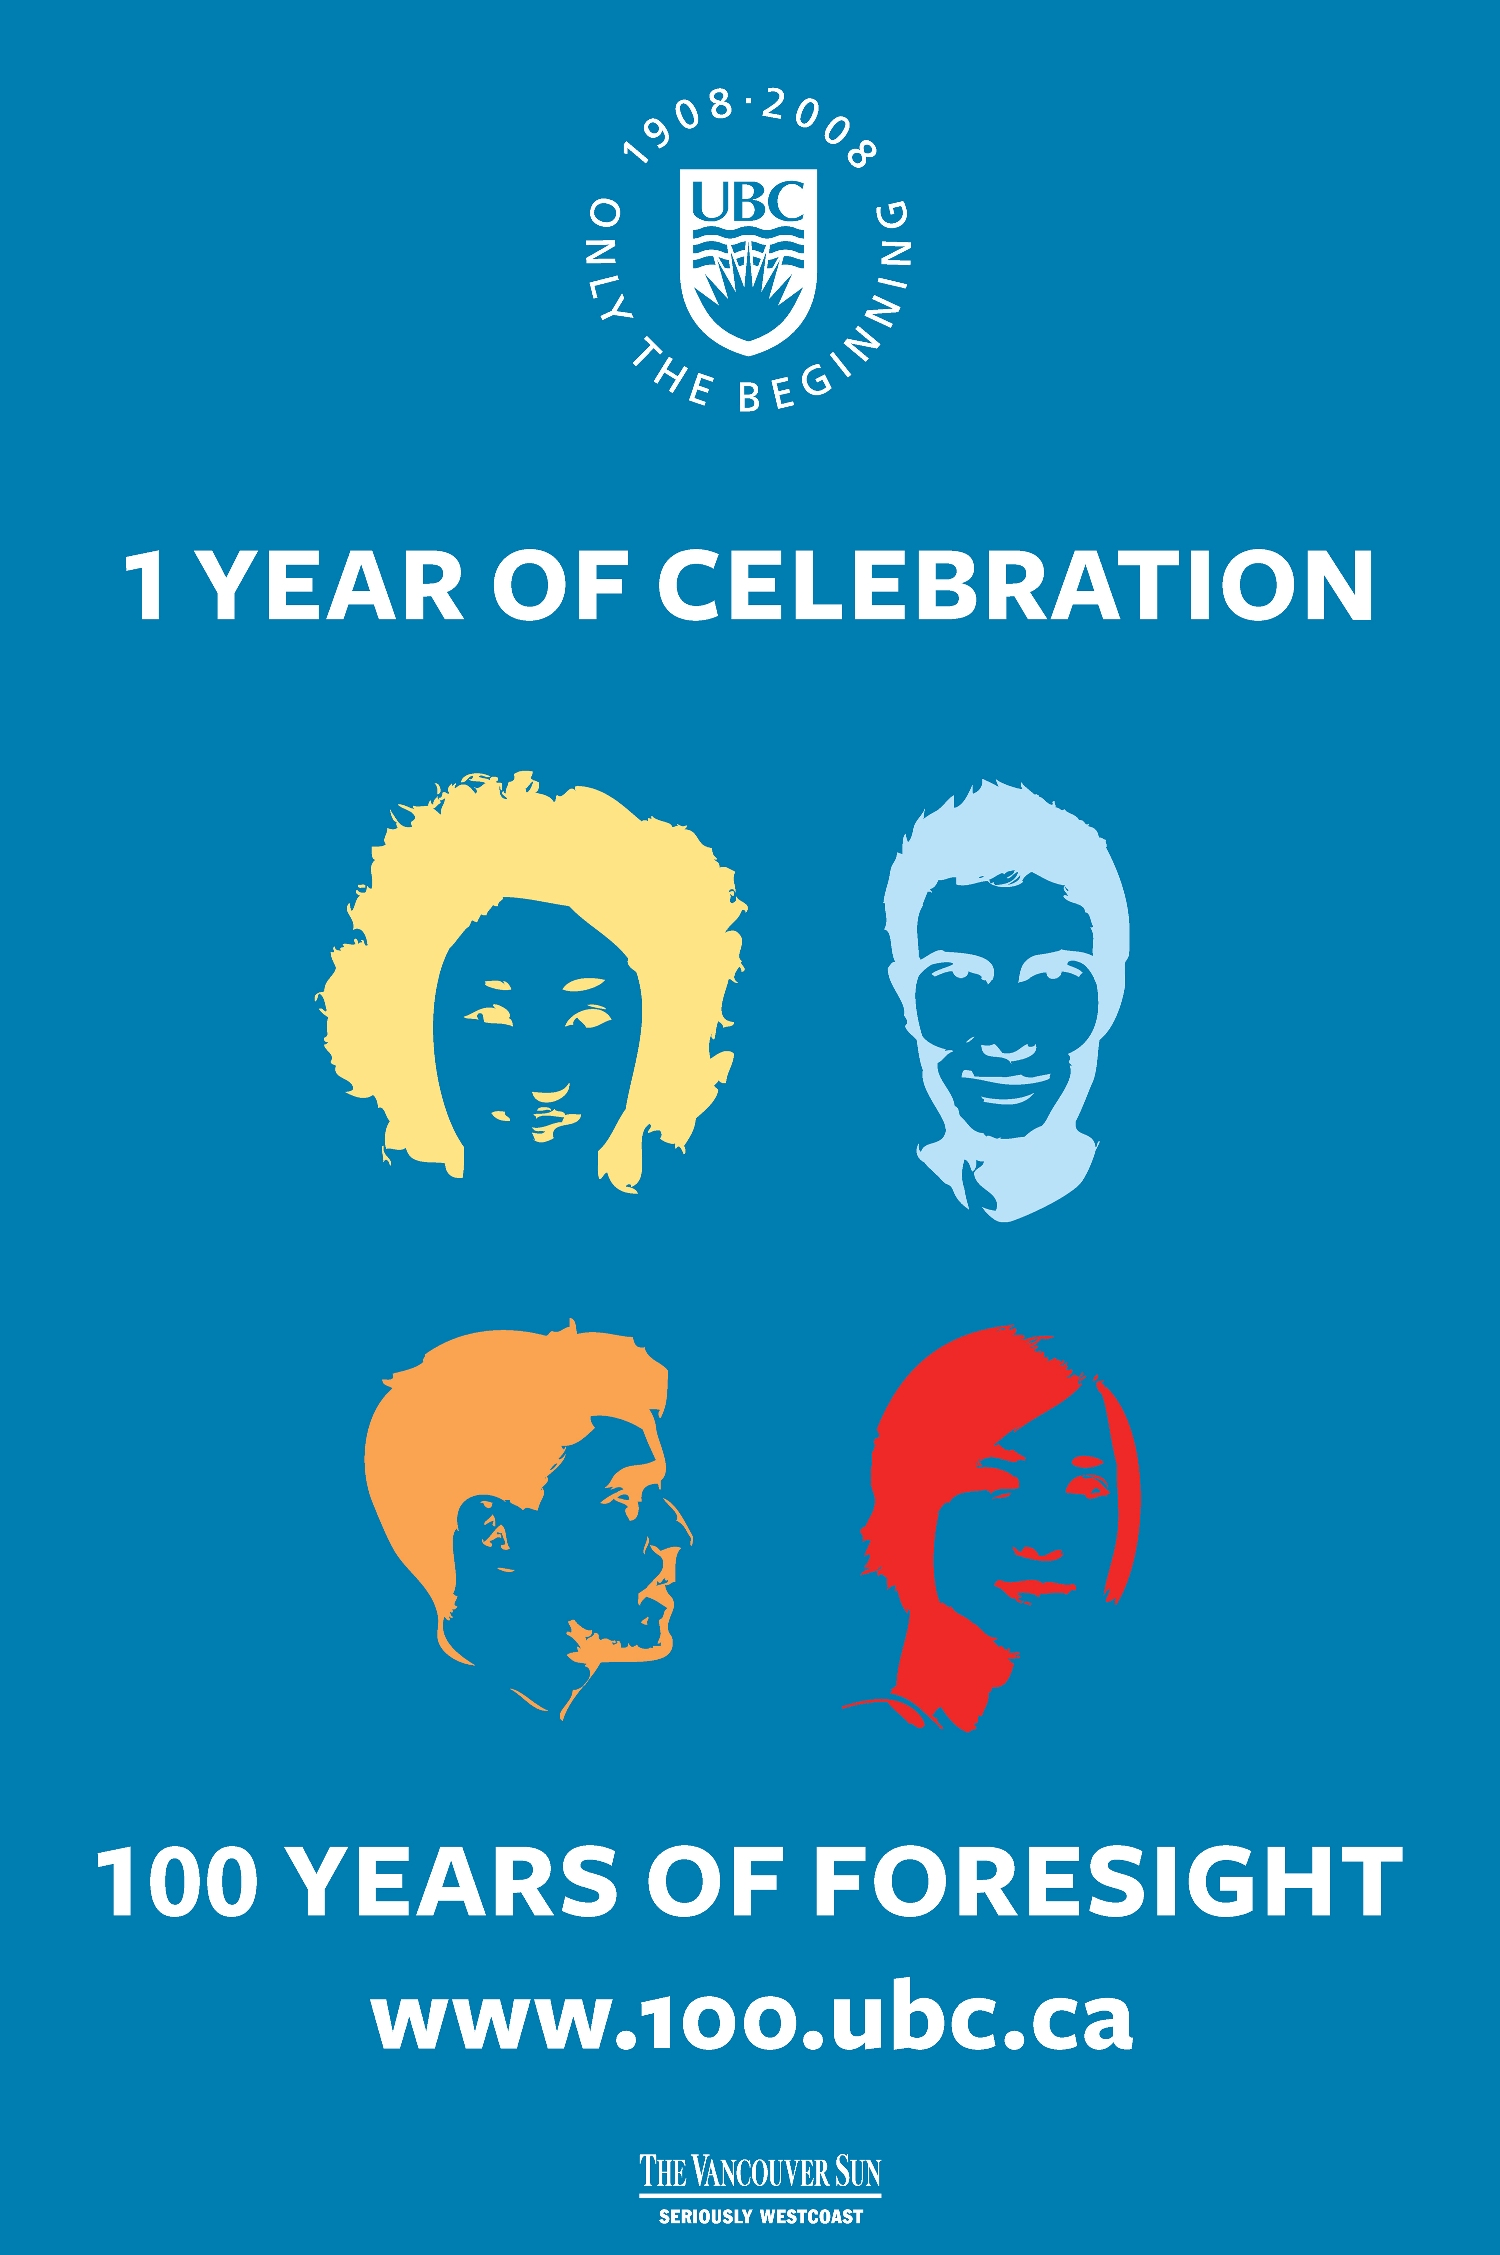 1908·2008
UBC
ONLY THE BEGINNING
1 YEAR OF CELEBRATION
100 YEARS OF FORESIGHT
www.100.ubc.ca
THE VANCOUVER SUN
SERIOUSLY WESTCOAST